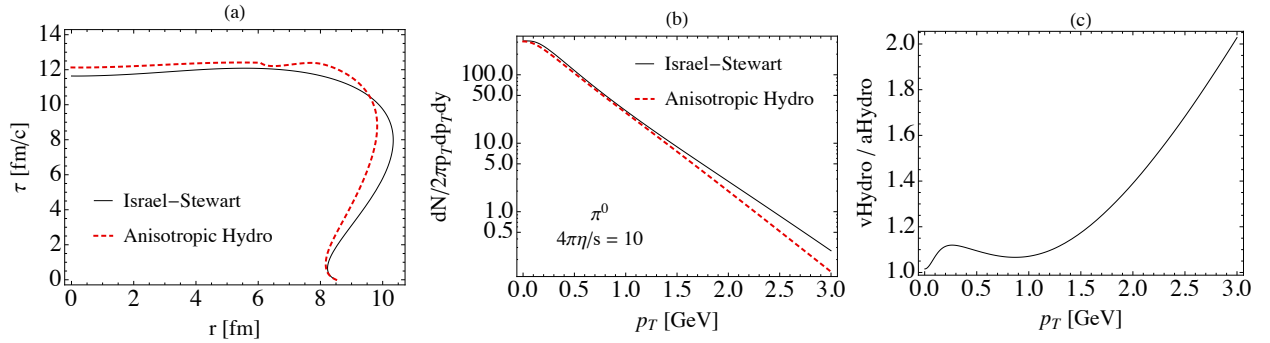 (a)
14
12
10
8
6
4
2
0
τ [fm/c]
Israel−Stewart
Anisotropic Hydro
0 2 4 6 8 10
r [fm]
(b)
100.0
50.0
10.0
5.0
1.0
0.5
dN/2πp_T dp_T dy
Israel−Stewart
Anisotropic Hydro
π⁰
4πη/s = 10
0.0 0.5 1.0 1.5 2.0 2.5 3.0
p_T [GeV]
(c)
2.0
1.8
1.6
1.4
1.2
1.0
vHydro / aHydro
0.0 0.5 1.0 1.5 2.0 2.5 3.0
p_T [GeV]